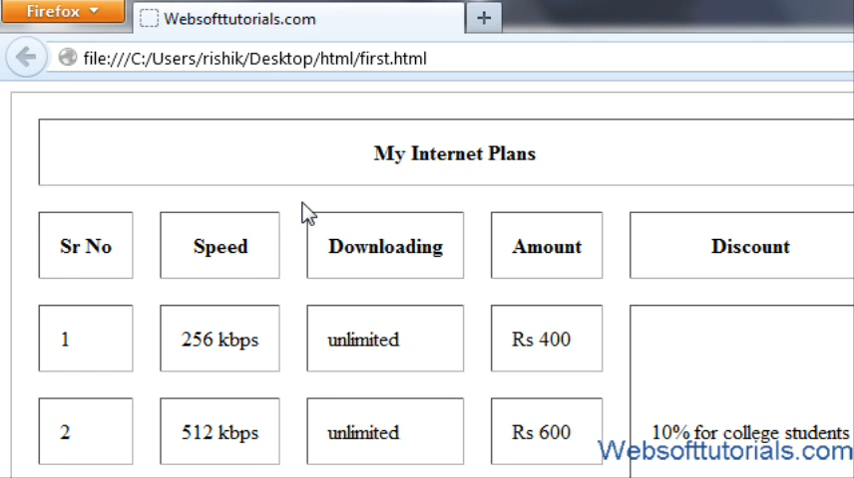 Firefox
Websofttutorials.com
file:///C:/Users/rishik/Desktop/html/first.html
My Internet Plans
Sr No Speed Downloading Amount Discount
1 256 kbps unlimited Rs 400
2 512 kbps unlimited Rs 600 10% for college students
Websofttutorials.com